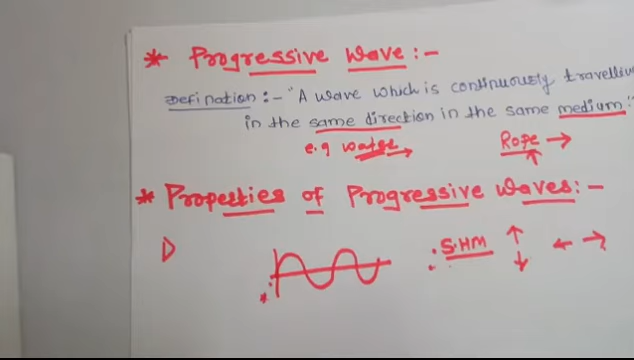 * Progressive Wave:-
Defination:- "A wave which is continuously travelling
in the same direction in the same medium."
e.g water → Rope →
* Properties of Progressive Waves:-
1)
: S.HM ↑ ↓ ← →